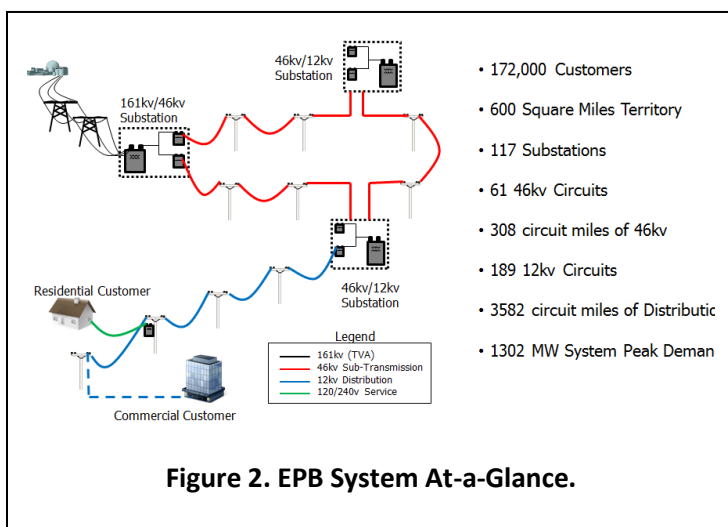 46kv/12kv
Substation
161kv/46kv
Substation
46kv/12kv
Substation
Residential Customer
Commercial Customer
Legend
161kv (TVA)
46kv Sub-Transmission
12kv Distribution
120/240v Service
• 172,000 Customers
• 600 Square Miles Territory
• 117 Substations
• 61 46kv Circuits
• 308 circuit miles of 46kv
• 189 12kv Circuits
• 3582 circuit miles of Distributic
• 1302 MW System Peak Deman
Figure 2. EPB System At-a-Glance.